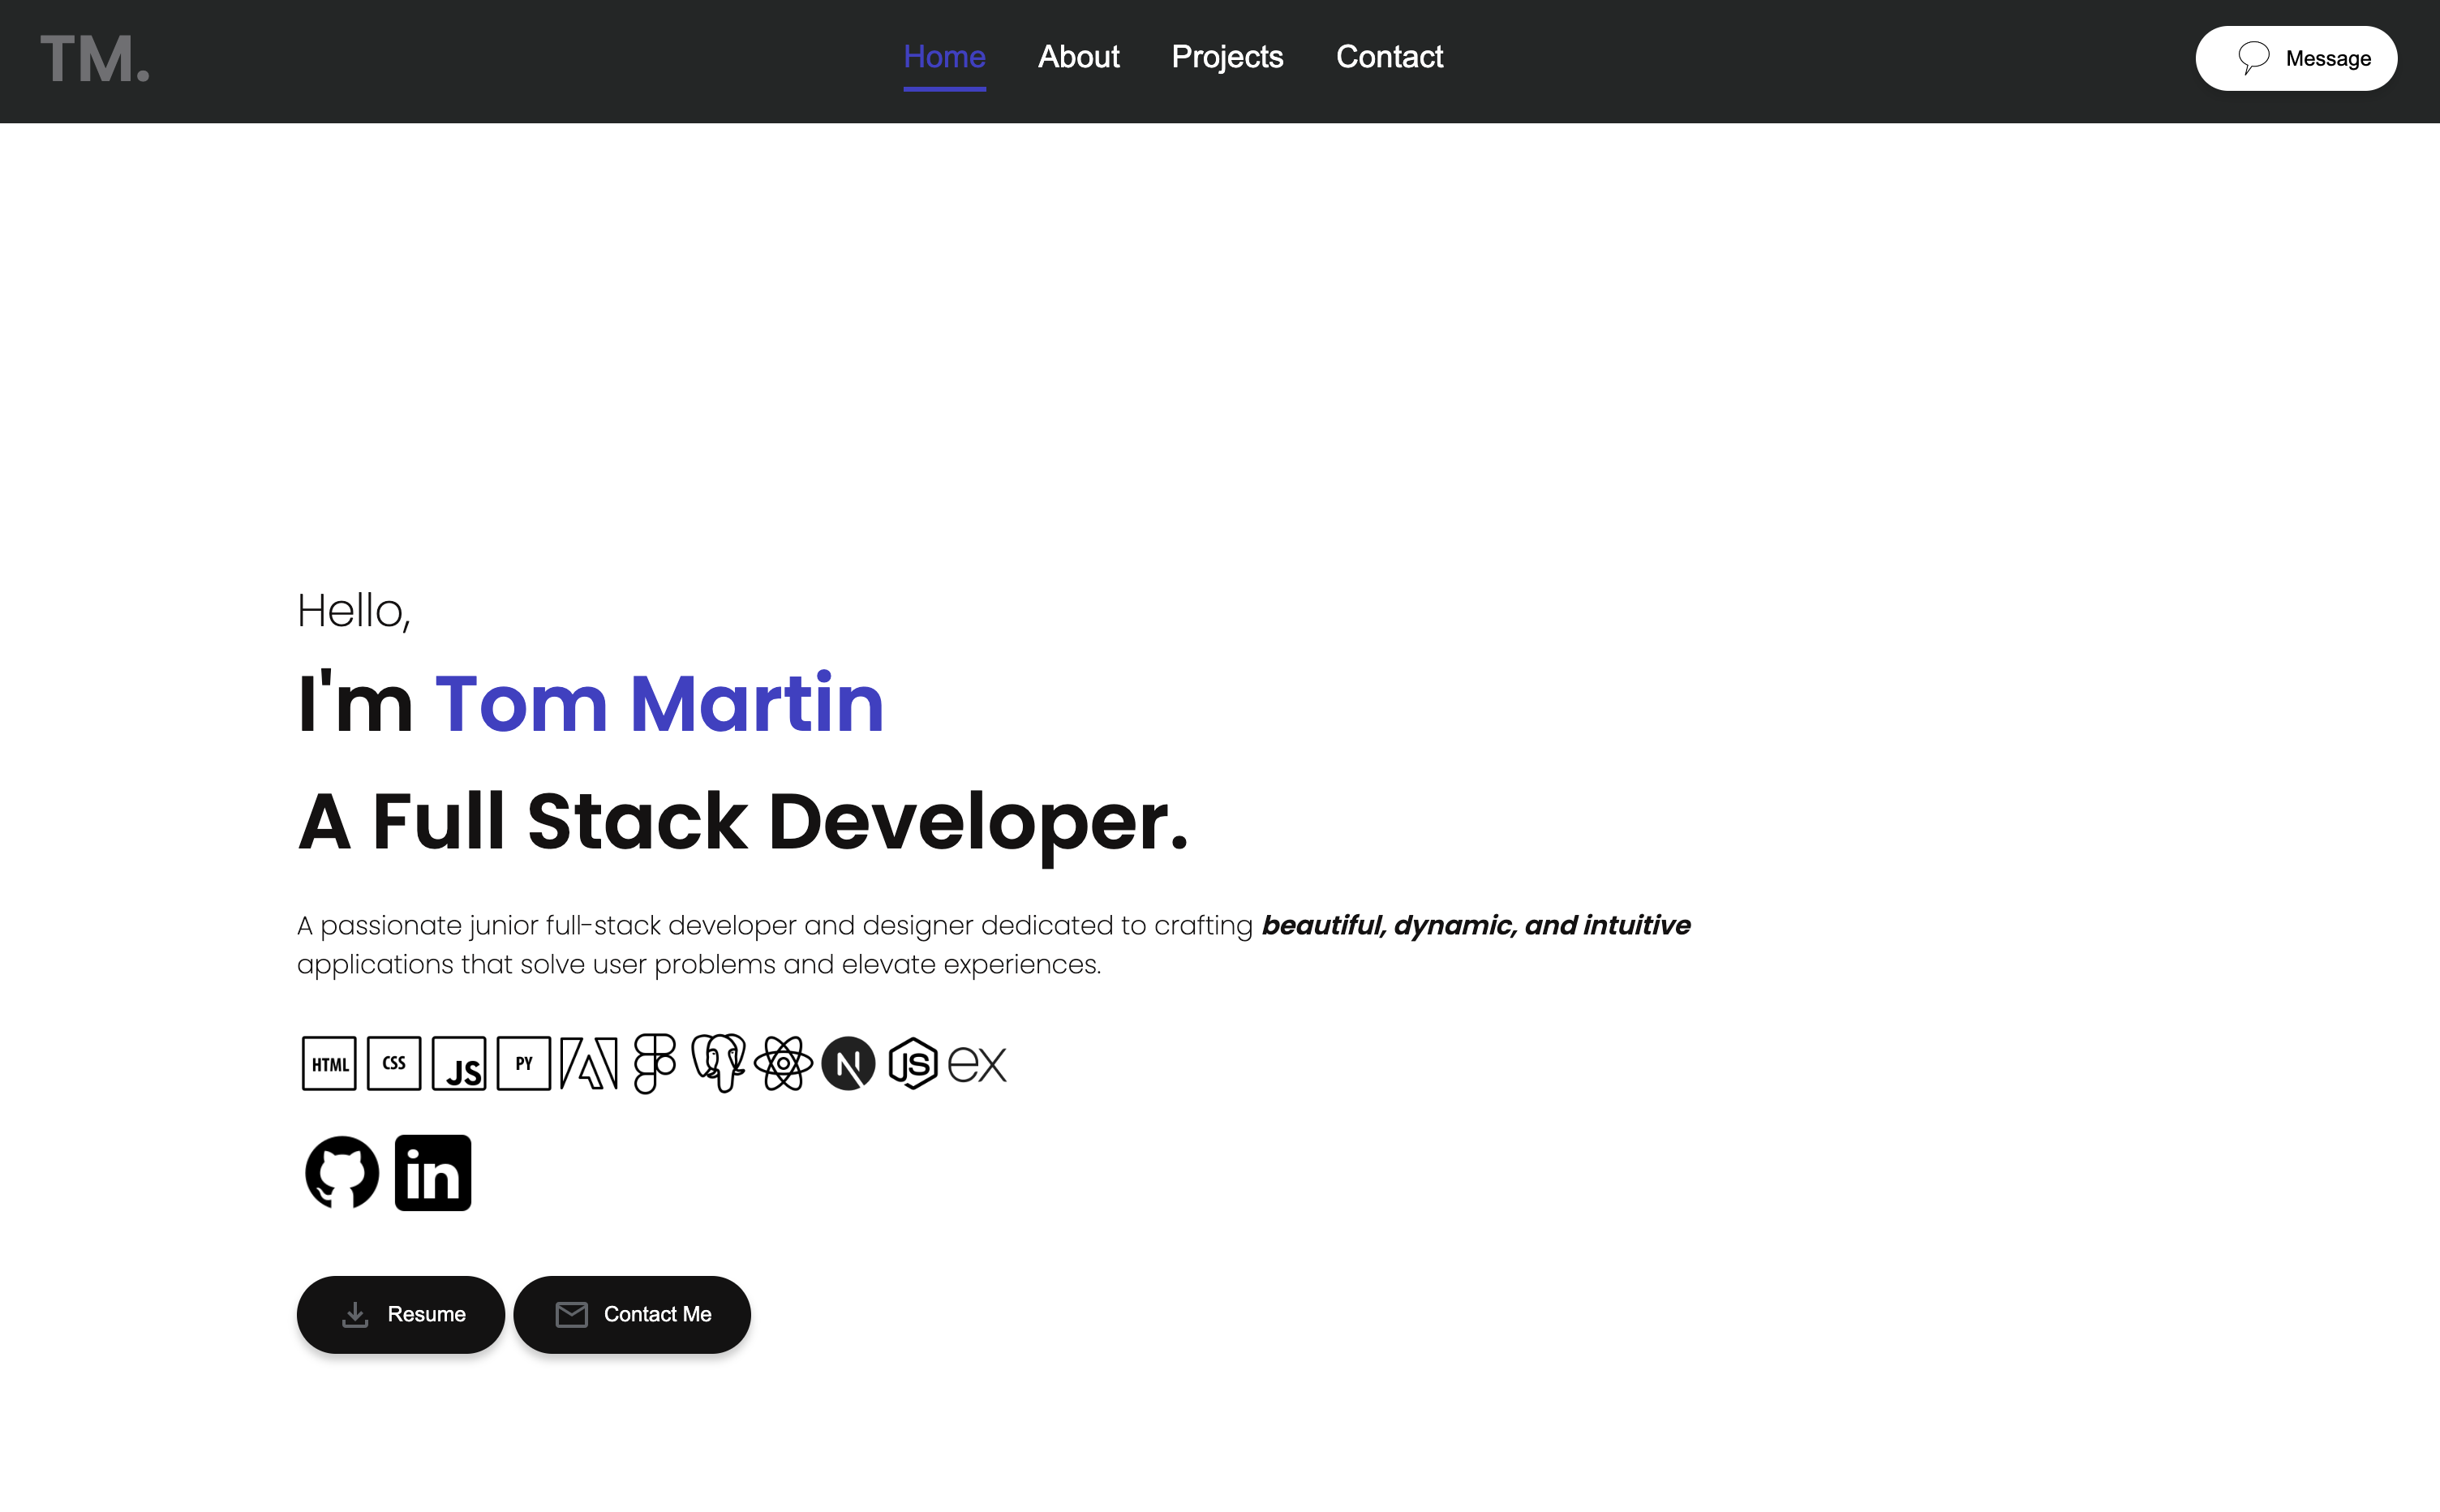 TM.
Home
About
Projects
Contact
Message
Hello,
I'm Tom Martin
A Full Stack Developer.
A passionate junior full-stack developer and designer dedicated to crafting beautiful, dynamic, and intuitive
applications that solve user problems and elevate experiences.
HTML CSS JS PY N JS ex
in
Resume
Contact Me